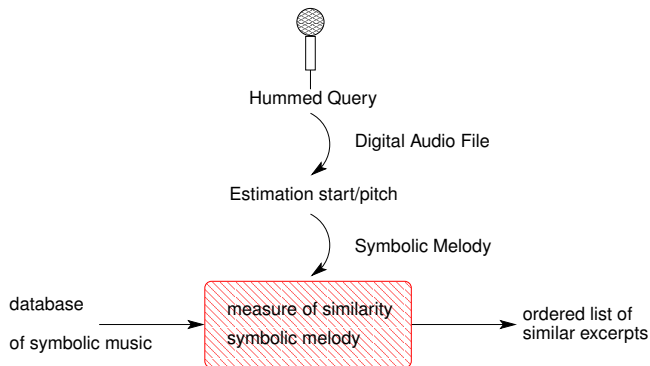 Hummed Query
Digital Audio File
Estimation start/pitch
Symbolic Melody
database
of symbolic music
measure of similarity
symbolic melody
ordered list of
similar excerpts